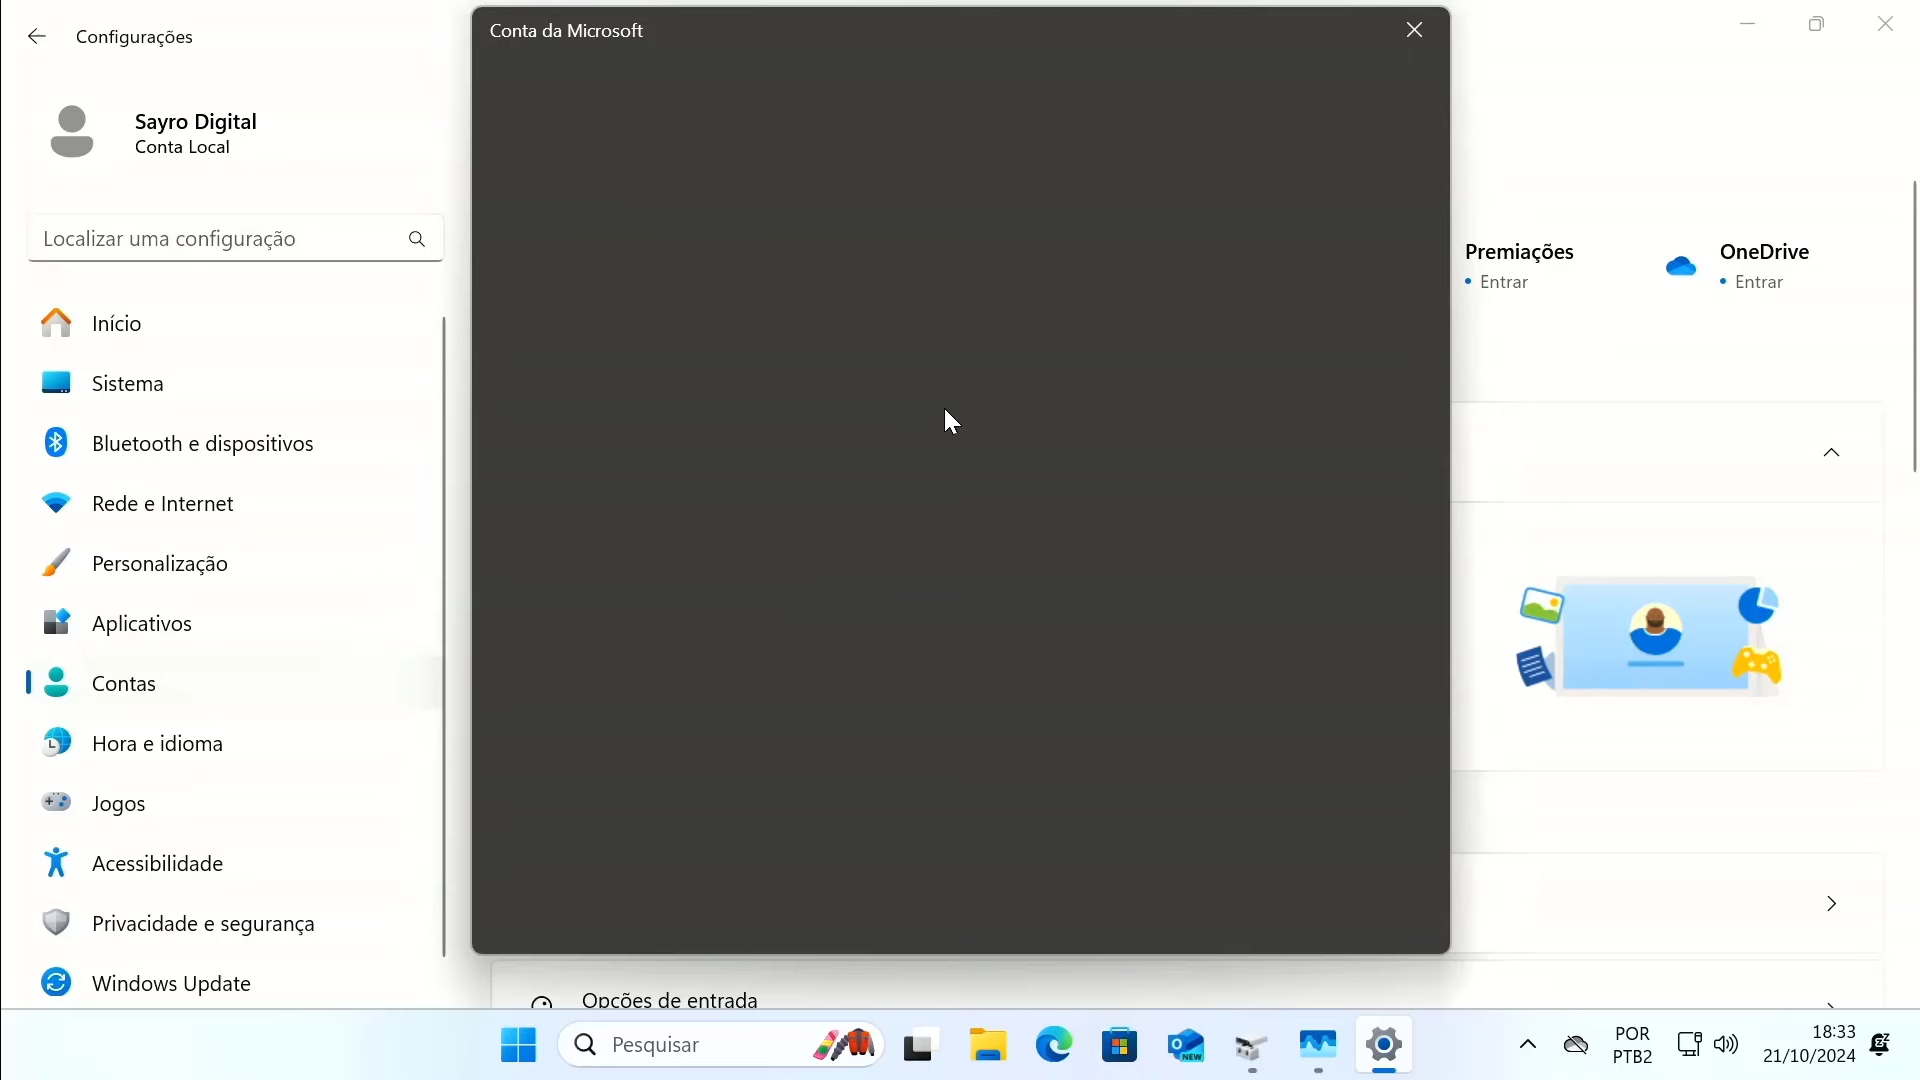 Configurações
Sayro Digital
Conta Local
Localizar uma configuração
Início
Sistema
Bluetooth e dispositivos
Rede e Internet
Personalização
Aplicativos
Contas
Hora e idioma
Jogos
Acessibilidade
Privacidade e segurança
Windows Update
Conta da Microsoft
Premiações
Entrar
OneDrive
Entrar
Opções de entrada
Pesquisar
NEW
POR
PTB2
18:33
21/10/2024